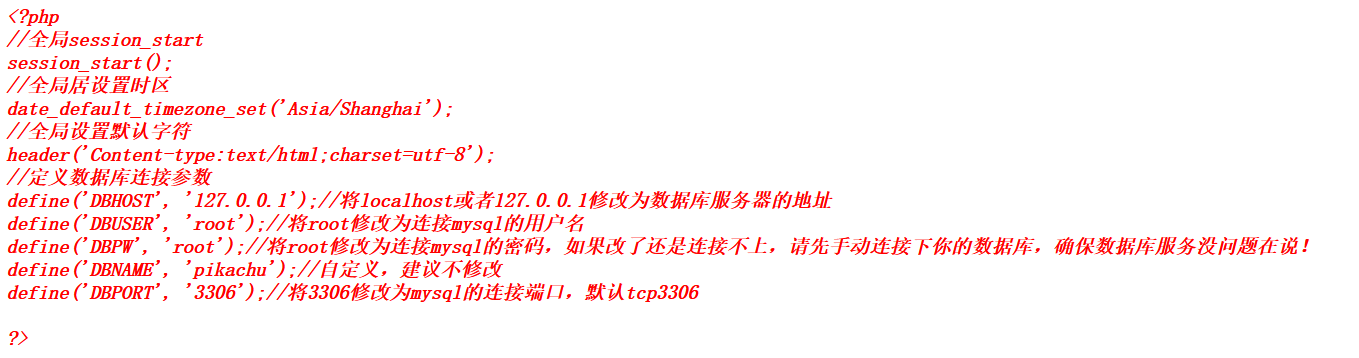 <?php
//全局session_start
session_start();
//全局居设置时区
date_default_timezone_set('Asia/Shanghai');
//全局设置默认字符
header('Content-type:text/html;charset=utf-8');
//定义数据库连接参数
define('DBHOST', '127.0.0.1');//将localhost或者127.0.0.1修改为数据库服务器的地址
define('DBUSER', 'root');//将root修改为连接mysql的用户名
define('DBPW', 'root');//将root修改为连接mysql的密码，如果改了还是连接不上，请先手动连接下你的数据库，确保数据库服务没问题在说！
define('DBNAME', 'pikachu');//自定义，建议不修改
define('DBPORT', '3306');//将3306修改为mysql的连接端口，默认tcp3306
?>